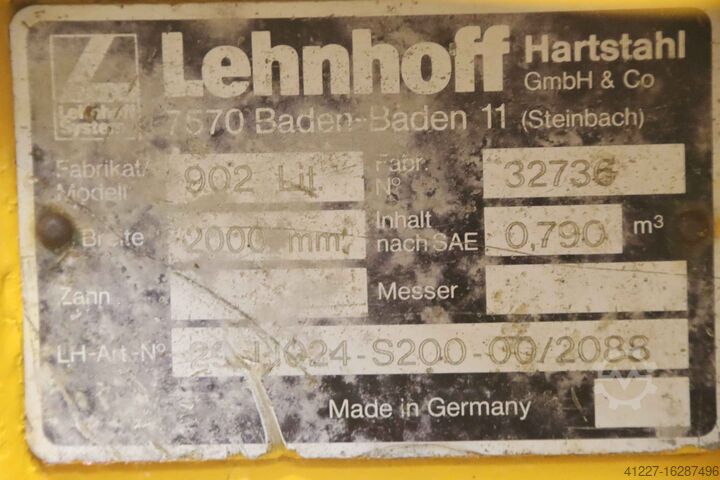 Lehnhoff Hartstahl
GmbH & Co
Lehnhoff
System
7570 Baden-Baden 11 (Steinbach)
Fabrikat/
Modell 902 Lit Fabr.
Nº 32736
Breite 2000 mm Inhalt
nach SAE 0,790 m³
Zahn Messer
LH-Art.-Nº 024-S200-00/2088
Made in Germany
41227-16287496